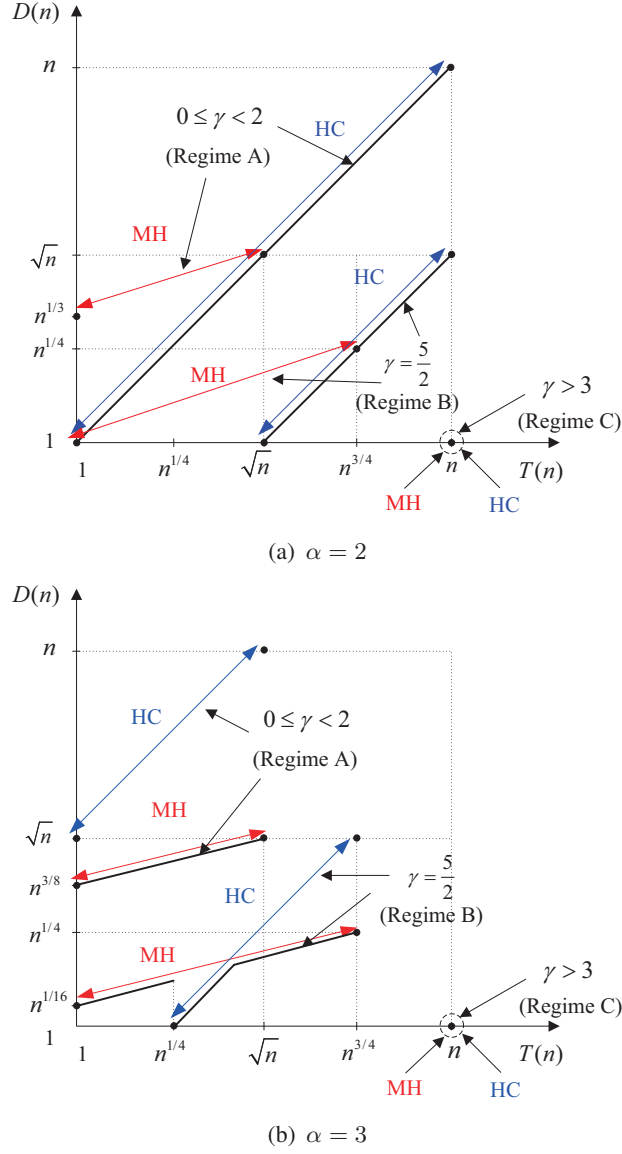 D(n)
n
0 ≤ γ < 2
HC
(Regime A)
MH
√n
HC
n^{1/3}
n^{1/4}
γ = 5/2
MH
(Regime B)
γ > 3
(Regime C)
1
1
n^{1/4}
√n
n^{3/4}
n
T(n)
MH
HC
(a) α = 2
D(n)
n
HC
0 ≤ γ < 2
(Regime A)
MH
√n
n^{3/8}
HC
γ = 5/2
(Regime B)
n^{1/4}
MH
n^{1/16}
γ > 3
(Regime C)
1
1
n^{1/4}
√n
n^{3/4}
n
T(n)
MH
HC
(b) α = 3